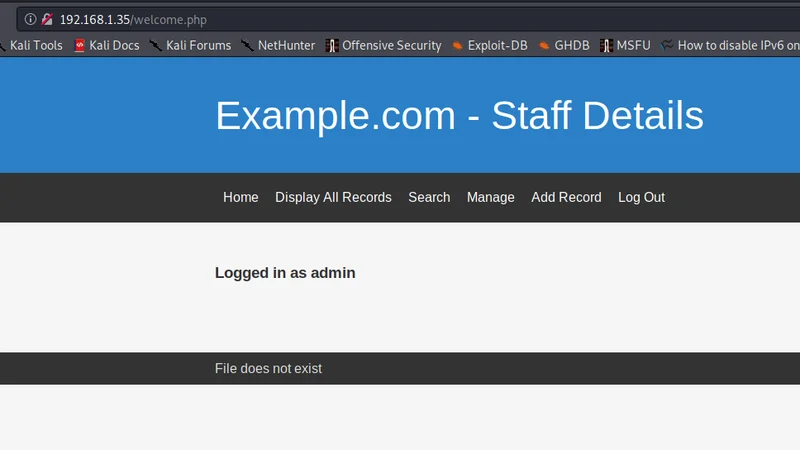 192.168.1.35/welcome.php
Kali Tools Kali Docs Kali Forums NetHunter Offensive Security Exploit-DB GHDB MSFU How to disable IPv6 on
Example.com - Staff Details
Home Display All Records Search Manage Add Record Log Out
Logged in as admin
File does not exist